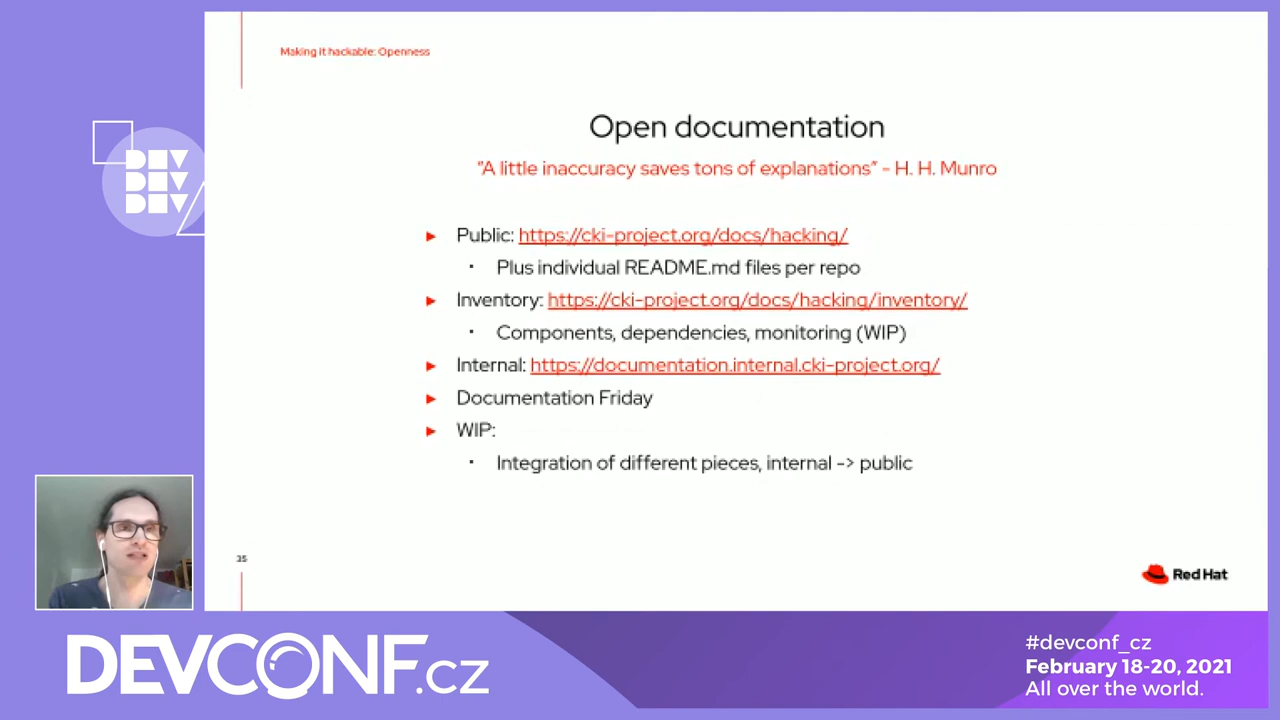 Making it hackable: Openness
Open documentation
"A little inaccuracy saves tons of explanations" - H. H. Munro
► Public: https://cki-project.org/docs/hacking/
▪ Plus individual README.md files per repo
► Inventory: https://cki-project.org/docs/hacking/inventory/
▪ Components, dependencies, monitoring (WIP)
► Internal: https://documentation.internal.cki-project.org/
► Documentation Friday
► WIP:
▪ Integration of different pieces, internal -> public
35
Red Hat
DEV
DEV
DEV
DEVCONF.cz
#devconf_cz
February 18-20, 2021
All over the world.